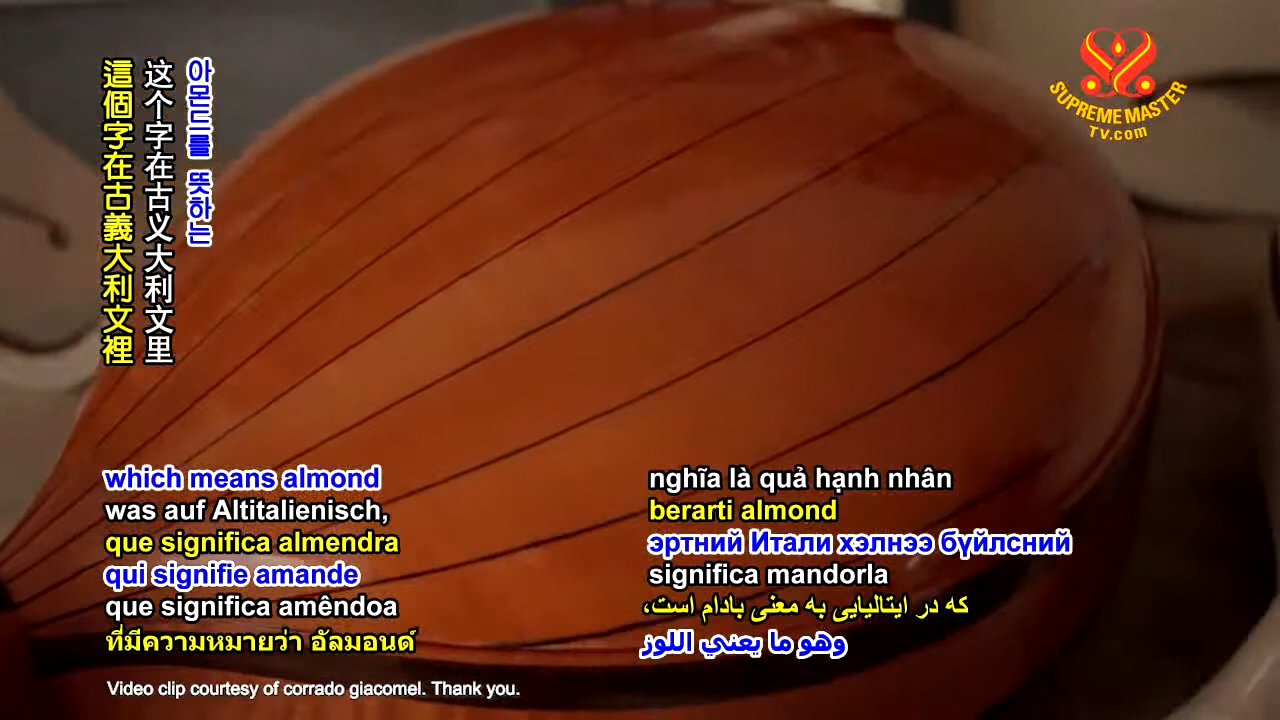 아몬드를 뜻하는
这个字在古义大利文里
這個字在古義大利文裡
SUPREME MASTER
TV.com
which means almond
was auf Altitalienisch,
que significa almendra
qui signifie amande
que significa amêndoa
ที่มีความหมายว่า อัลมอนด์
nghĩa là quả hạnh nhân
berarti almond
эртний Итали хэлнээ бүйлсний
significa mandorla
که در ایتالیایی به معنی بادام است،
وهو ما يعني اللوز
Video clip courtesy of corrado giacomel. Thank you.